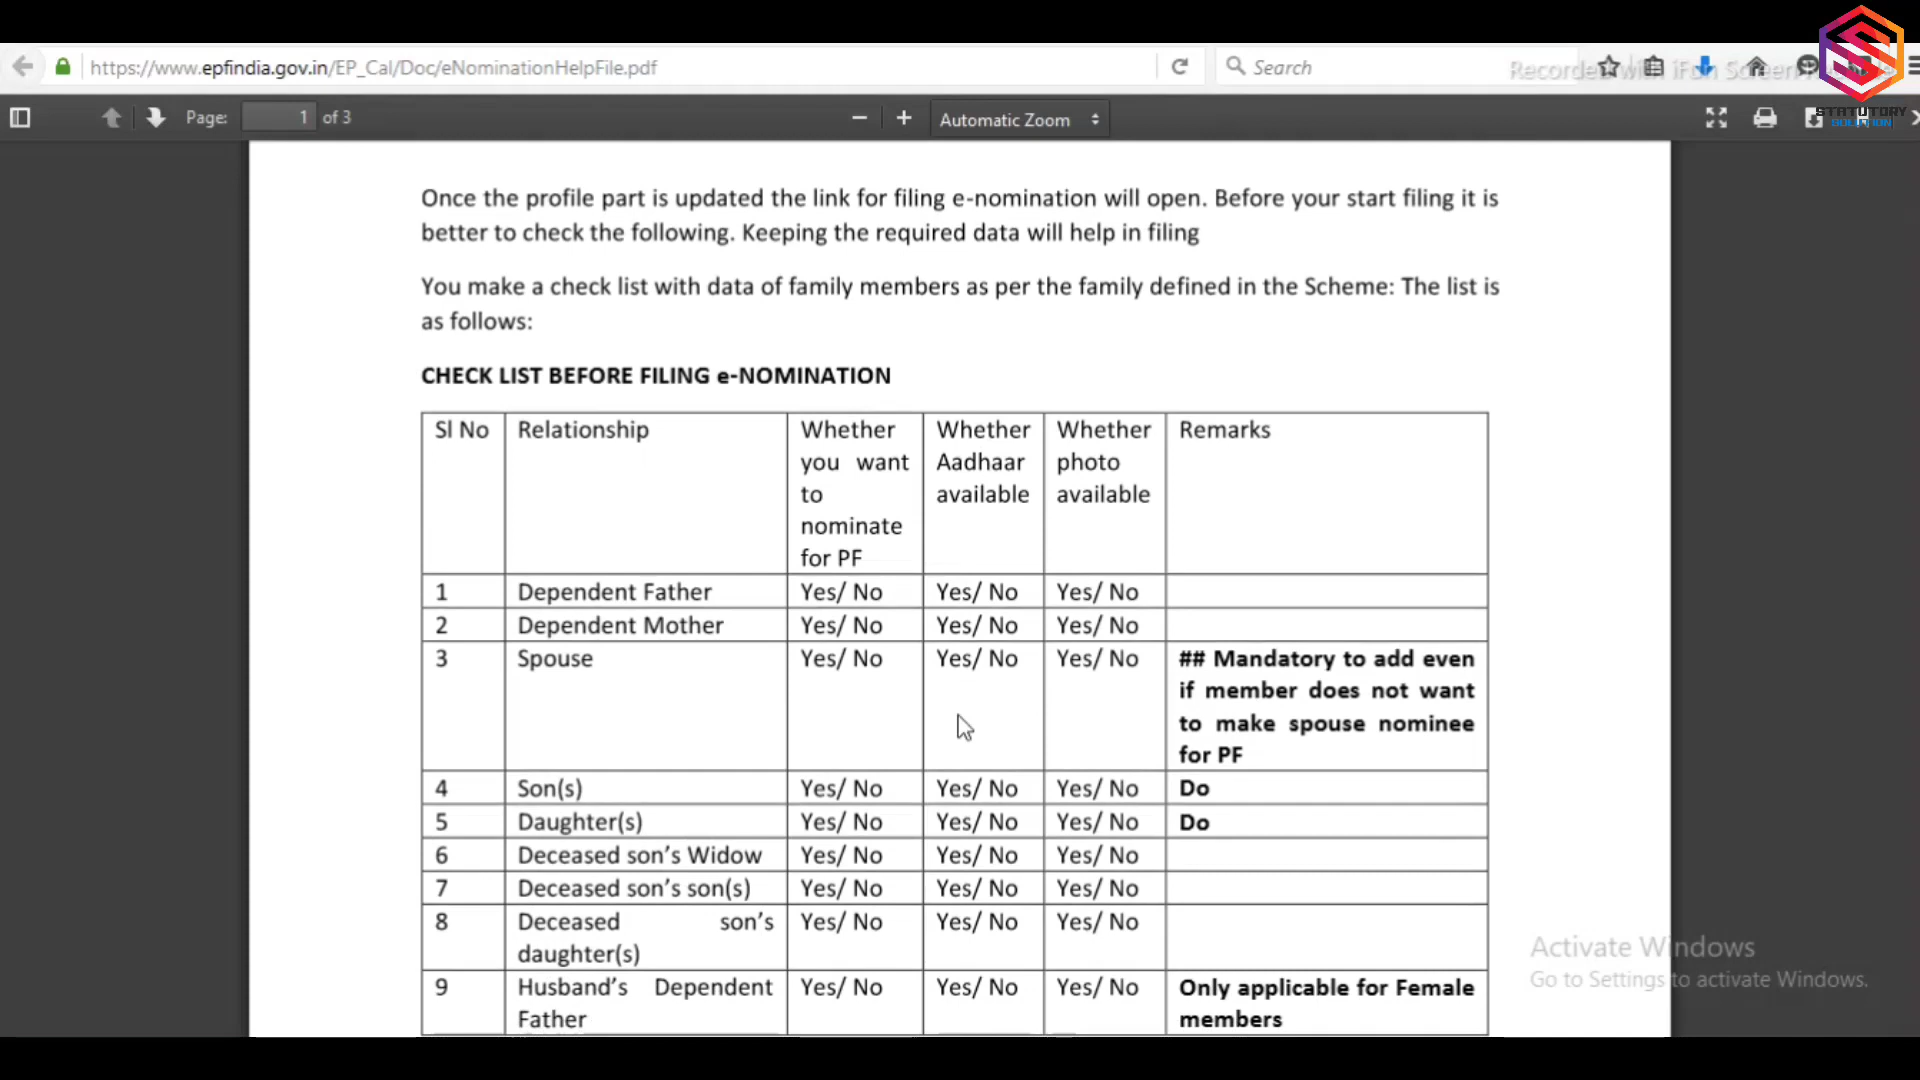 https://www.epfindia.gov.in/EP_Cal/Doc/eNominationHelpFile.pdf
Search
Recorded with iFun Screen
STATUTORY
SOLUTION
Page: 1 of 3
Automatic Zoom
Once the profile part is updated the link for filing e-nomination will open. Before your start filing it is
better to check the following. Keeping the required data will help in filing
You make a check list with data of family members as per the family defined in the Scheme: The list is
as follows:
CHECK LIST BEFORE FILING e-NOMINATION
Sl No Relationship Whether Whether Whether Remarks
you want Aadhaar photo
to available available
nominate
for PF
1 Dependent Father Yes/ No Yes/ No Yes/ No
2 Dependent Mother Yes/ No Yes/ No Yes/ No
3 Spouse Yes/ No Yes/ No Yes/ No ## Mandatory to add even
if member does not want
to make spouse nominee
for PF
4 Son(s) Yes/ No Yes/ No Yes/ No Do
5 Daughter(s) Yes/ No Yes/ No Yes/ No Do
6 Deceased son’s Widow Yes/ No Yes/ No Yes/ No
7 Deceased son’s son(s) Yes/ No Yes/ No Yes/ No
8 Deceased son’s Yes/ No Yes/ No Yes/ No
daughter(s)
9 Husband’s Dependent Yes/ No Yes/ No Yes/ No Only applicable for Female
Father members
Activate Windows
Go to Settings to activate Windows.